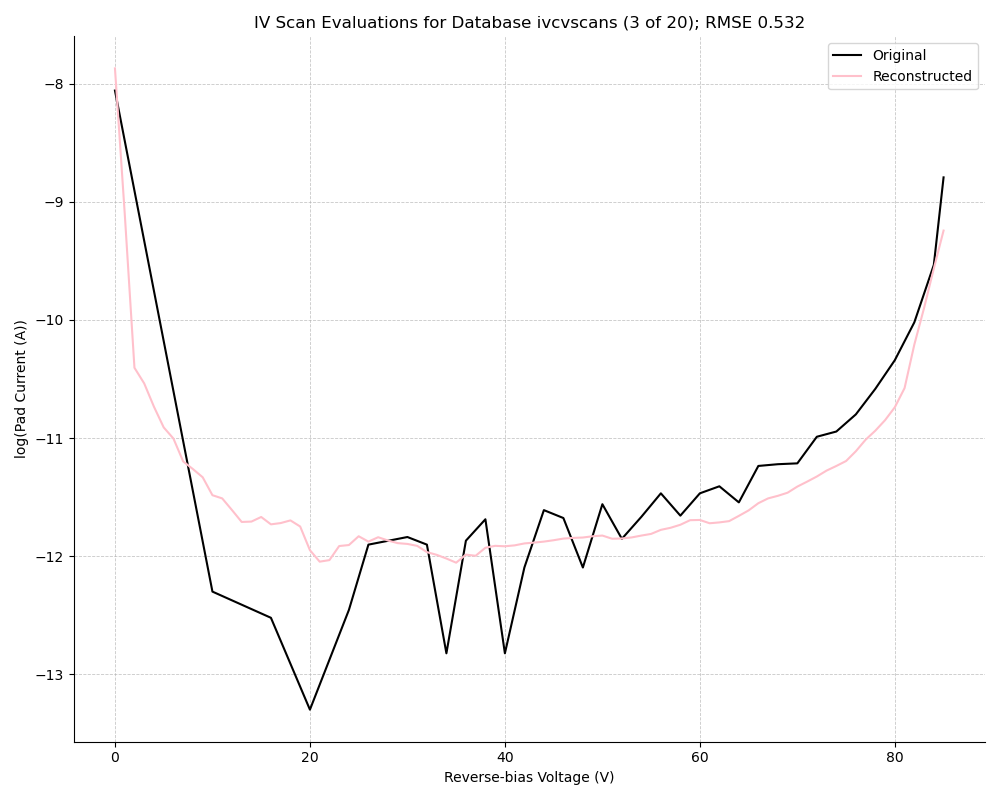 IV Scan Evaluations for Database ivcvscans (3 of 20); RMSE 0.532
Original
Reconstructed
−8
−9
−10
−11
−12
−13
log(Pad Current (A))
0
20
40
60
80
Reverse-bias Voltage (V)